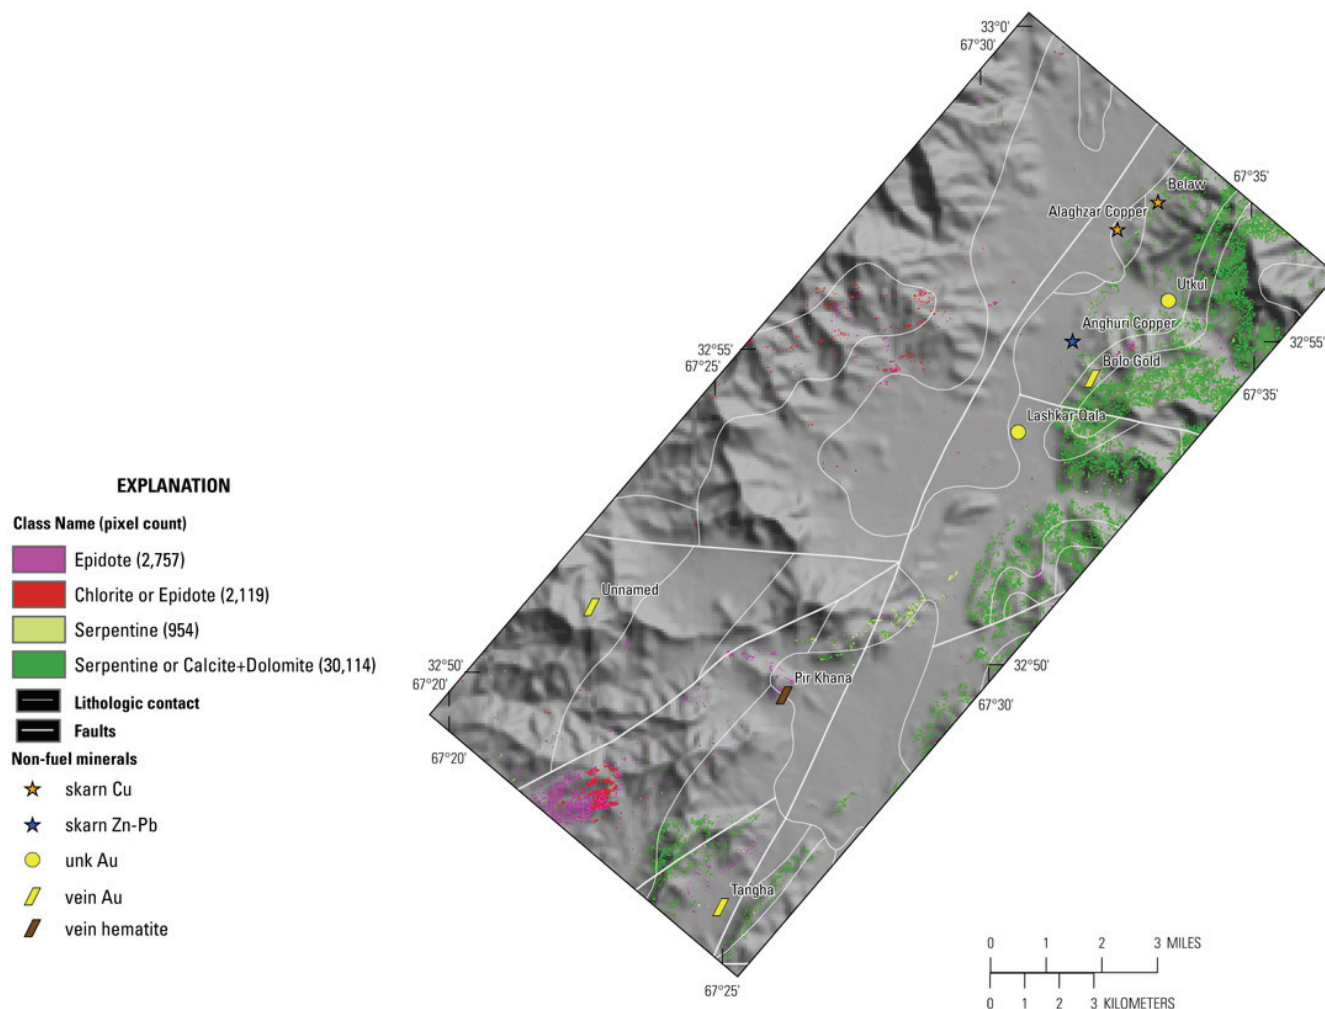 33°0'
67°30'
67°35'
Belaw
Alaghzar Copper
Utkul
Anghuri Copper
32°55'
67°25'
Bolo Gold
32°55'
67°35'
Lashkar-Qala
EXPLANATION
Class Name (pixel count)
Epidote (2,757)
Chlorite or Epidote (2,119)
Serpentine (954)
Serpentine or Calcite+Dolomite (30,114)
Lithologic contact
Faults
Non-fuel minerals
skarn Cu
skarn Zn-Pb
unk Au
vein Au
vein hematite
Unnamed
32°50'
67°20'
Pir Khana
32°50'
67°30'
67°20'
Tangha
67°25'
0 1 2 3 MILES
0 1 2 3 KILOMETERS